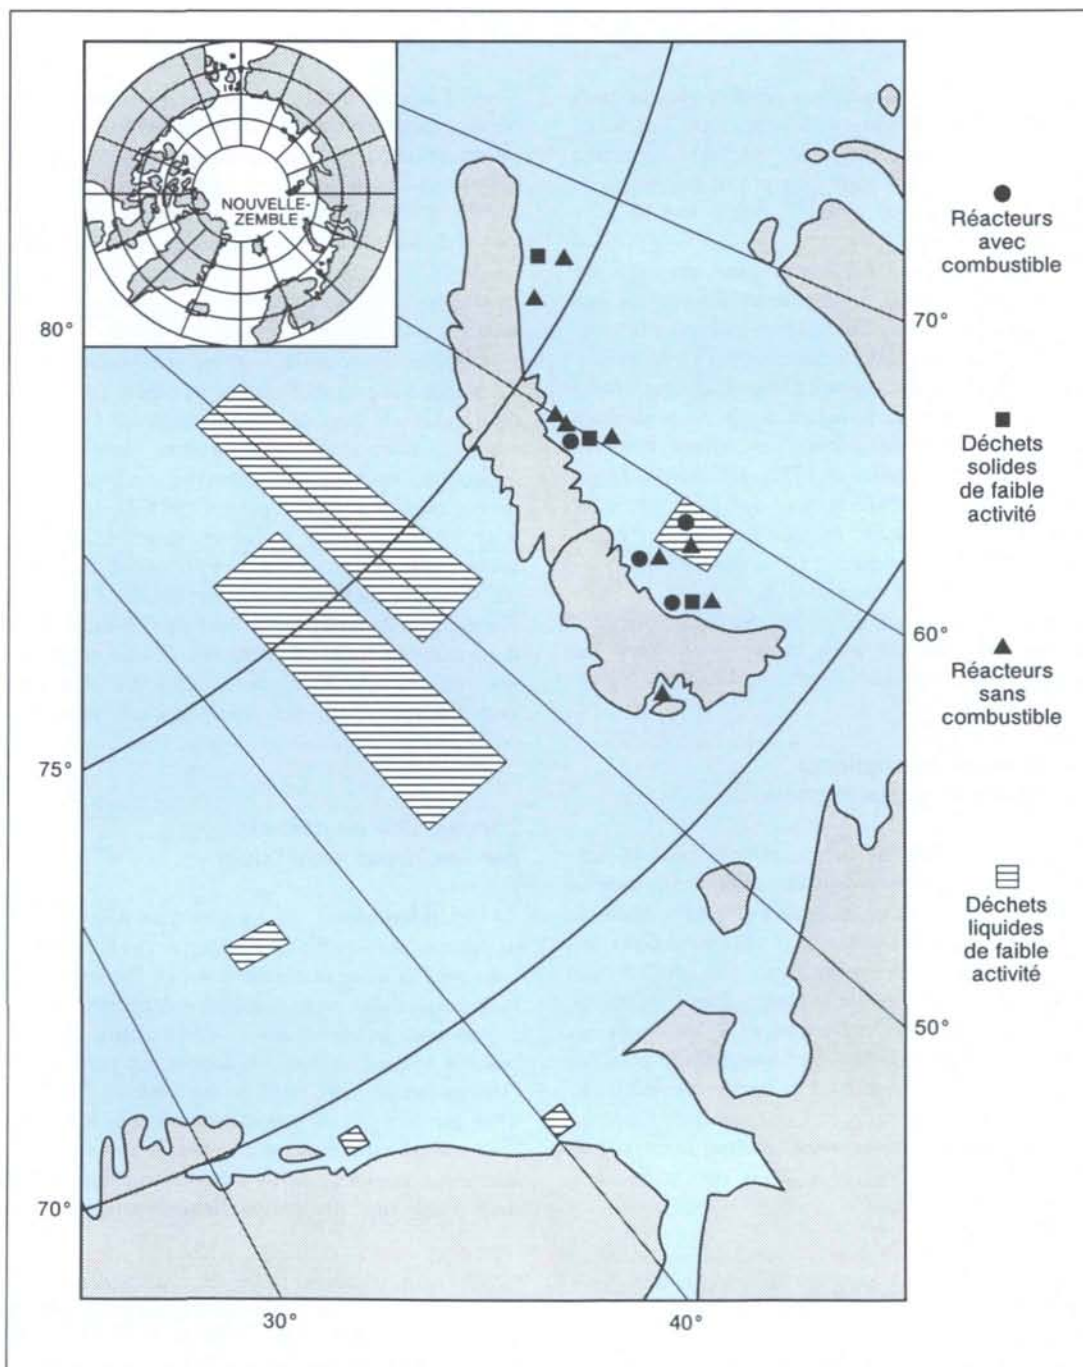 NOUVELLE-
ZEMBLE
80°
75°
70°
30°
40°
70°
60°
50°
Réacteurs
avec
combustible
Déchets
solides
de faible
activité
Réacteurs
sans
combustible
Déchets
liquides
de faible
activité